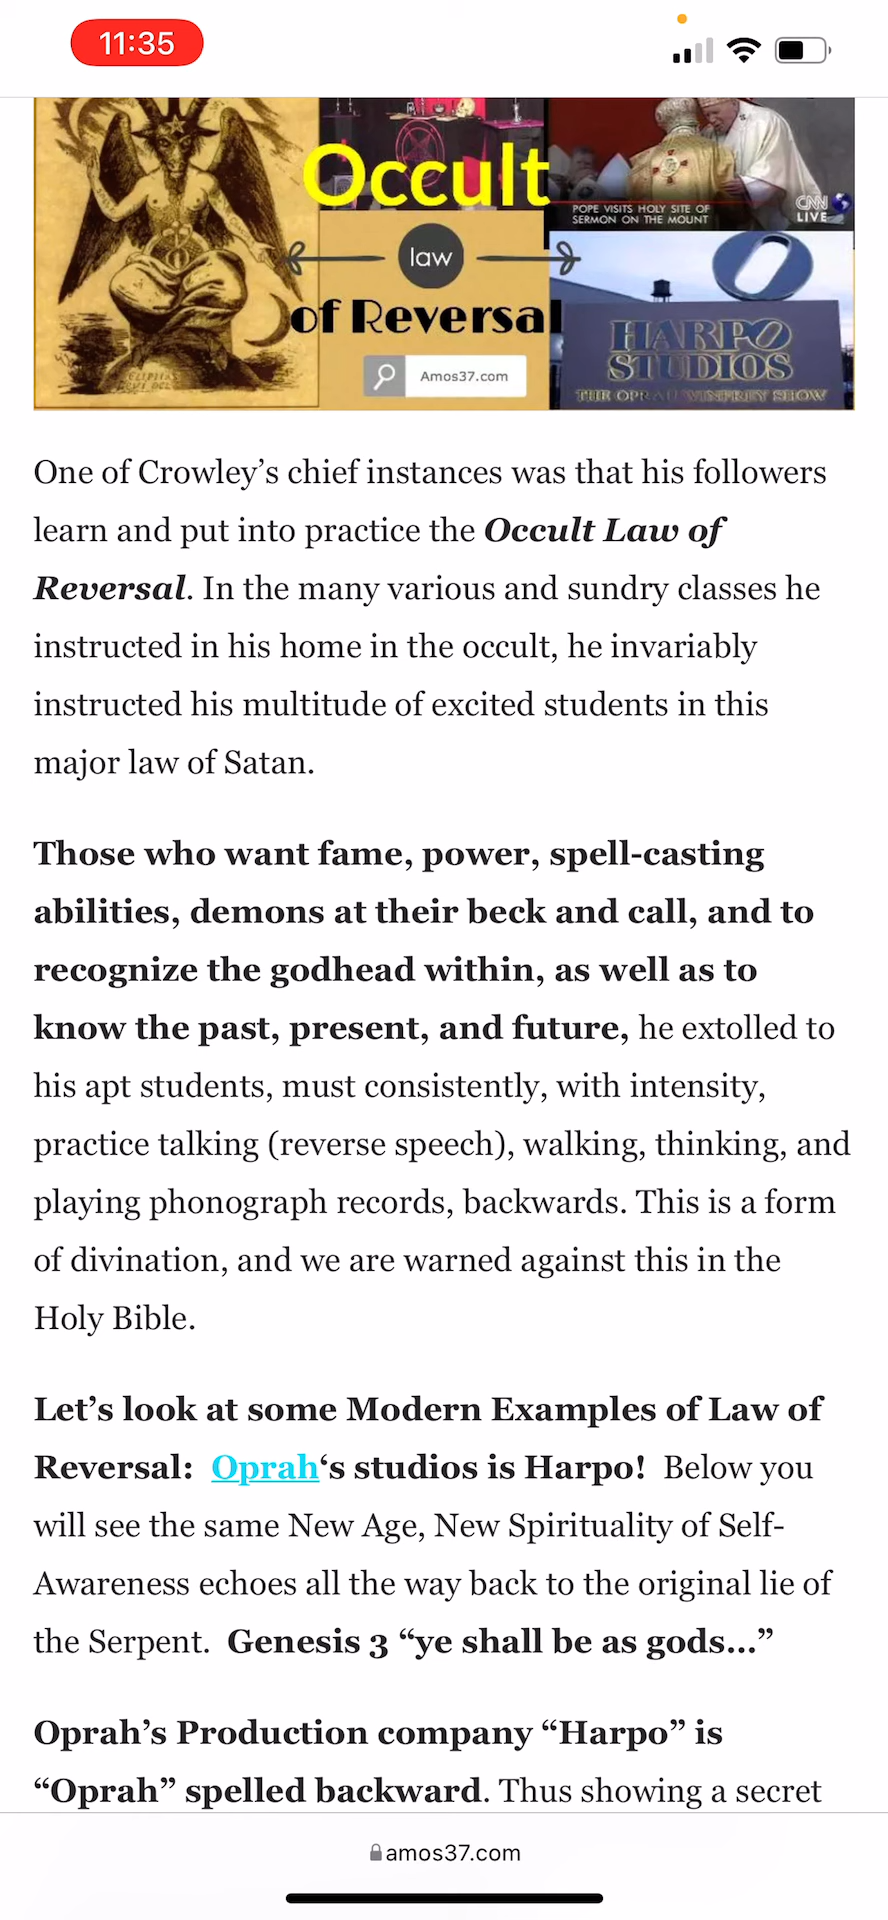 11:35
Occult
law
of Reversal
Amos37.com
POPE VISITS HOLY SITE OF
SERMON ON THE MOUNT
CNN
LIVE
HARPO
STUDIOS
THE OPRAH WINFREY SHOW
One of Crowley’s chief instances was that his followers
learn and put into practice the Occult Law of
Reversal. In the many various and sundry classes he
instructed in his home in the occult, he invariably
instructed his multitude of excited students in this
major law of Satan.
Those who want fame, power, spell-casting
abilities, demons at their beck and call, and to
recognize the godhead within, as well as to
know the past, present, and future, he extolled to
his apt students, must consistently, with intensity,
practice talking (reverse speech), walking, thinking, and
playing phonograph records, backwards. This is a form
of divination, and we are warned against this in the
Holy Bible.
Let’s look at some Modern Examples of Law of
Reversal:  Oprah‘s studios is Harpo!  Below you
will see the same New Age, New Spirituality of Self-
Awareness echoes all the way back to the original lie of
the Serpent.  Genesis 3 “ye shall be as gods…”
Oprah’s Production company “Harpo” is
“Oprah” spelled backward. Thus showing a secret
amos37.com